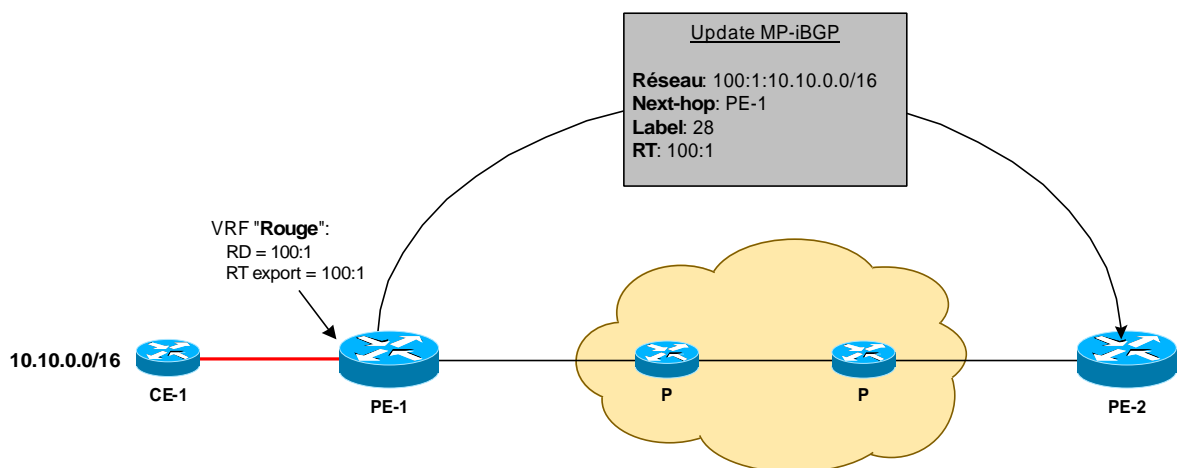 Update MP-iBGP
Réseau: 100:1:10.10.0.0/16
Next-hop: PE-1
Label: 28
RT: 100:1
VRF "Rouge":
RD = 100:1
RT export = 100:1
10.10.0.0/16
CE-1
PE-1
P
P
PE-2